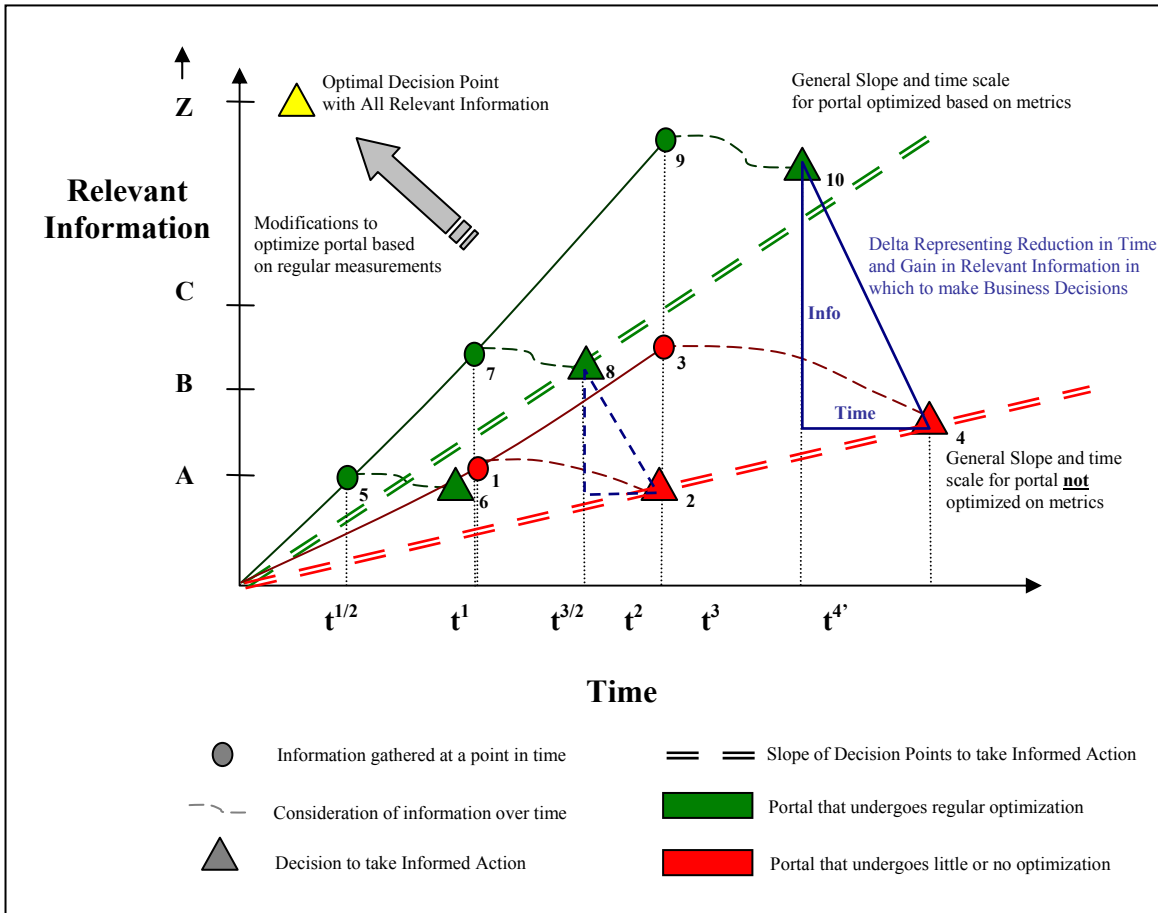 Z
Optimal Decision Point
with All Relevant Information
General Slope and time scale
for portal optimized based on metrics
9
10
Relevant
Information
Modifications to
optimize portal based
on regular measurements
Delta Representing Reduction in Time
and Gain in Relevant Information in
which to make Business Decisions
C
Info
7
3
8
B
Time
4
A
1
5
6
2
General Slope and time
scale for portal not
optimized on metrics
t1/2
t1
t3/2
t2
t3
t4’
Time
Information gathered at a point in time
Slope of Decision Points to take Informed Action
Consideration of information over time
Portal that undergoes regular optimization
Decision to take Informed Action
Portal that undergoes little or no optimization